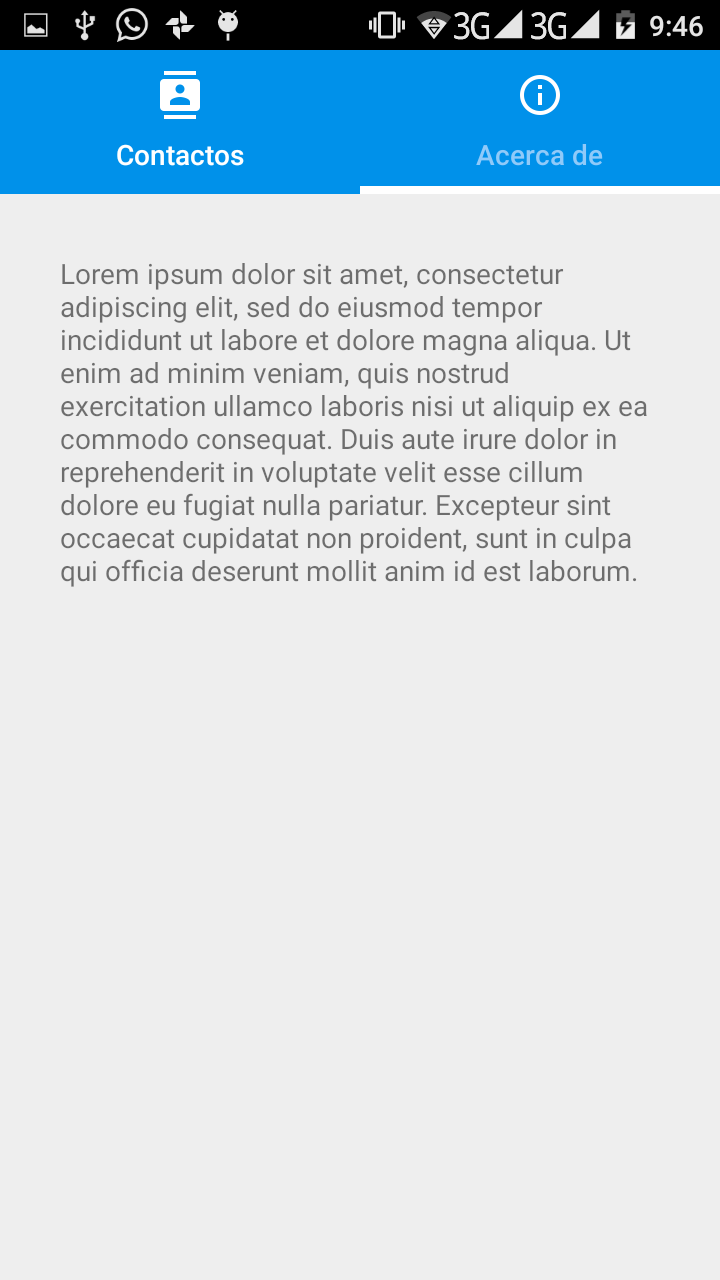 3G 3G 9:46
Contactos Acerca de
Lorem ipsum dolor sit amet, consectetur
adipiscing elit, sed do eiusmod tempor
incididunt ut labore et dolore magna aliqua. Ut
enim ad minim veniam, quis nostrud
exercitation ullamco laboris nisi ut aliquip ex ea
commodo consequat. Duis aute irure dolor in
reprehenderit in voluptate velit esse cillum
dolore eu fugiat nulla pariatur. Excepteur sint
occaecat cupidatat non proident, sunt in culpa
qui officia deserunt mollit anim id est laborum.